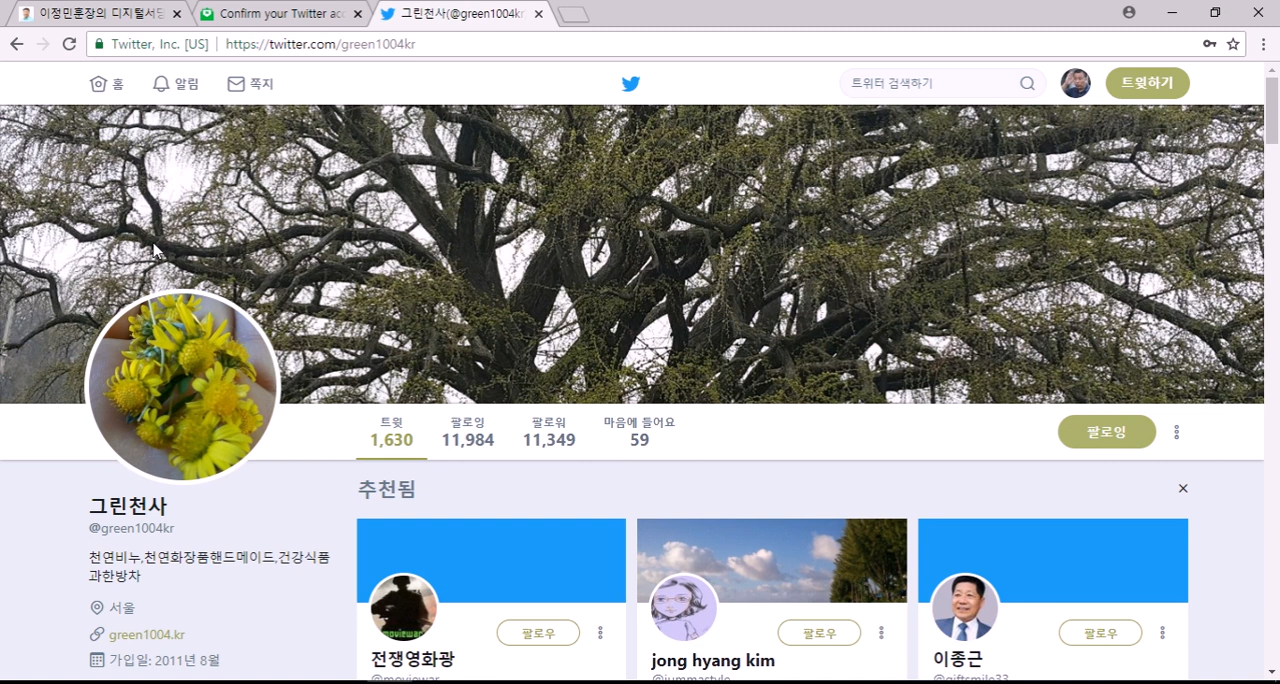 이정민훈장의 디지털서당
Confirm your Twitter acc
그린천사(@green1004kr
Twitter, Inc. [US]
https://twitter.com/green1004kr
홈
알림
쪽지
트위터 검색하기
트윗하기
트윗
팔로잉
팔로워
마음에 들어요
1,630
11,984
11,349
59
팔로잉
그린천사
@green1004kr
천연비누,천연화장품핸드메이드,건강식품
과한방차
서울
green1004.kr
가입일: 2011년 8월
추천됨
moviewar
팔로우
팔로우
팔로우
전쟁영화광
jong hyang kim
이종근
@moviewar
@jummastyle
@giftsmile33